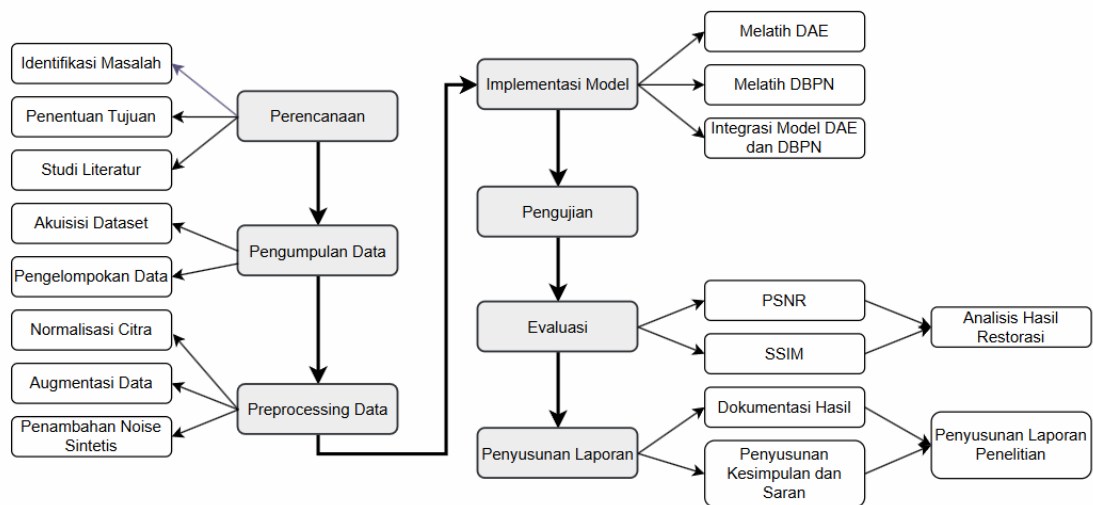 Identifikasi Masalah
Penentuan Tujuan
Studi Literatur
Perencanaan
Akuisisi Dataset
Pengelompokan Data
Pengumpulan Data
Normalisasi Citra
Augmentasi Data
Penambahan Noise
Sintetis
Preprocessing Data
Implementasi Model
Melatih DAE
Melatih DBPN
Integrasi Model DAE
dan DBPN
Pengujian
Evaluasi
PSNR
SSIM
Analisis Hasil
Restorasi
Penyusunan Laporan
Dokumentasi Hasil
Penyusunan
Kesimpulan dan
Saran
Penyusunan Laporan
Penelitian